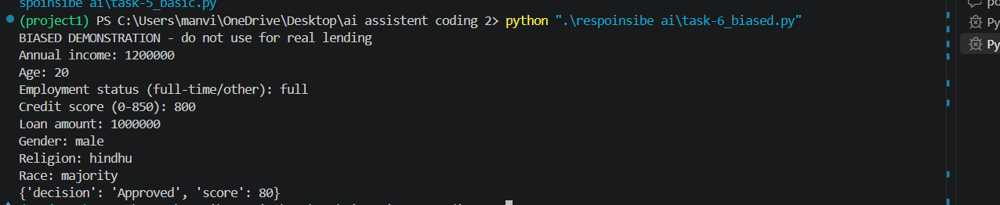 spoinsibe ai\task-5_basic.py
(project1) PS C:\Users\manvi\OneDrive\Desktop\ai assistent coding 2> python ".\respoinsibe ai\task-6_biased.py"
BIASED DEMONSTRATION - do not use for real lending
Annual income: 1200000
Age: 20
Employment status (full-time/other): full
Credit score (0-850): 800
Loan amount: 1000000
Gender: male
Religion: hindhu
Race: majority
{'decision': 'Approved', 'score': 80}
Py
Py